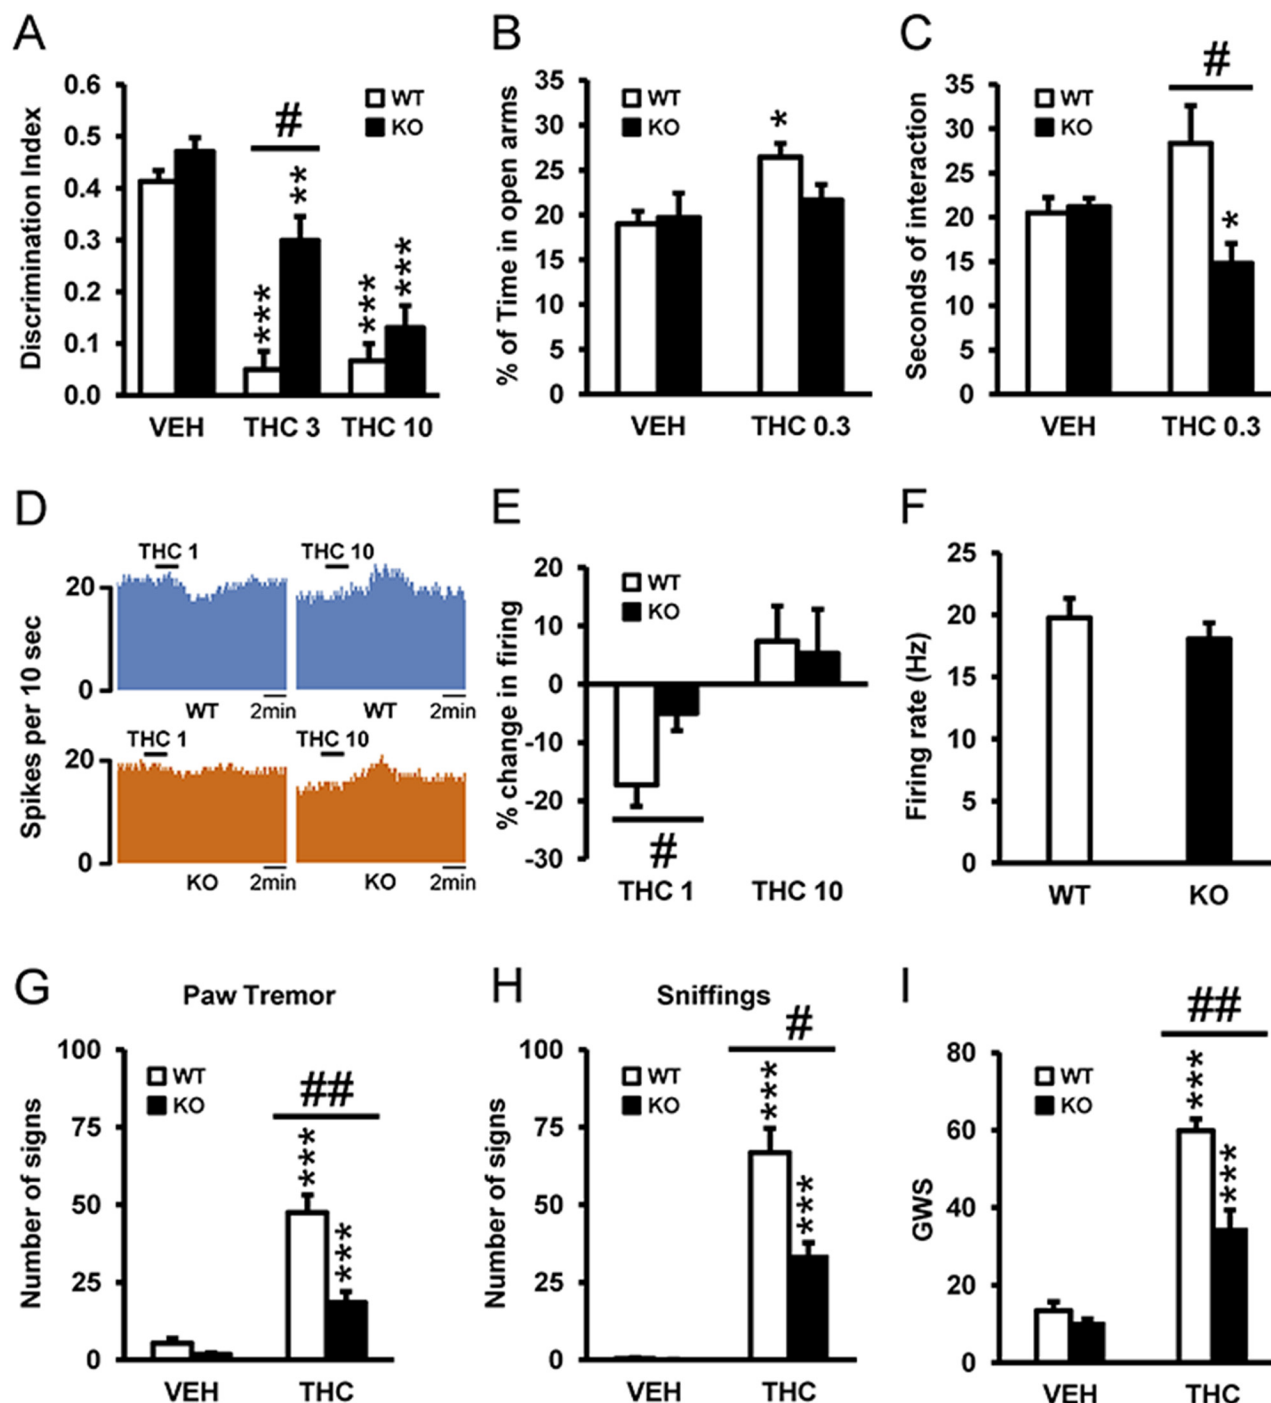 A
Discrimination Index
0.6
0.5
0.4
0.3
0.2
0.1
0.0
WT
KO
#
***
**
***
***
VEH THC 3 THC 10
B
% of Time in open arms
35
30
25
20
15
10
5
0
WT
KO
*
VEH THC 0.3
C
Seconds of interaction
35
30
25
20
15
10
5
0
WT
KO
#
*
VEH THC 0.3
D
Spikes per 10 sec
THC 1 THC 10
20
0
WT 2min WT 2min
THC 1 THC 10
20
0
KO 2min KO 2min
E
% change in firing
20
10
0
-10
-20
-30
WT
KO
#
THC 1 THC 10
F
Firing rate (Hz)
25
20
15
10
5
0
WT KO
G
Paw Tremor
Number of signs
100
75
50
25
0
WT
KO
##
***
***
VEH THC
H
Sniffings
Number of signs
100
75
50
25
0
WT
KO
#
***
***
VEH THC
I
GWS
80
60
40
20
0
WT
KO
##
***
***
VEH THC